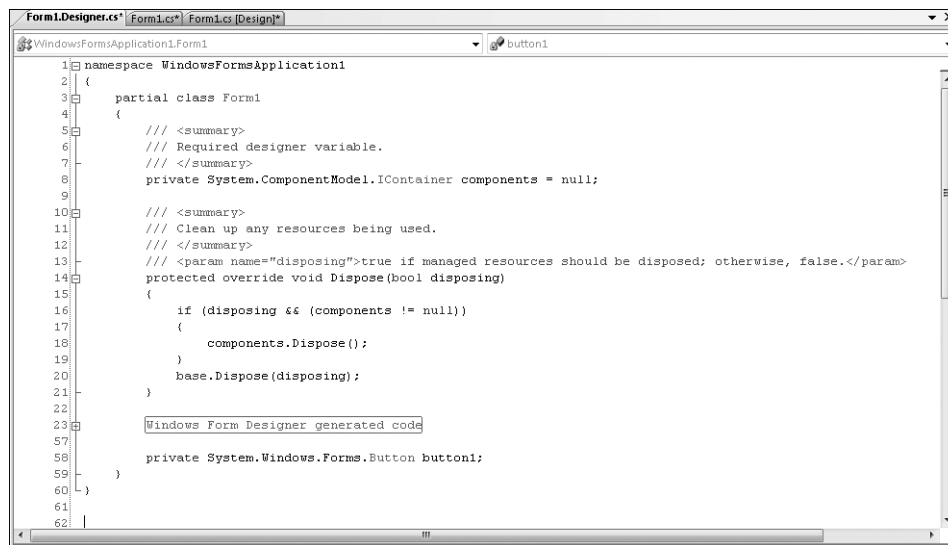 Form1.Designer.cs* Form1.cs* Form1.cs [Design]*
WindowsFormsApplication1.Form1 button1
1 namespace WindowsFormsApplication1
2 {
3 partial class Form1
4 {
5 /// <summary>
6 /// Required designer variable.
7 /// </summary>
8 private System.ComponentModel.IContainer components = null;
9
10 /// <summary>
11 /// Clean up any resources being used.
12 /// </summary>
13 /// <param name="disposing">true if managed resources should be disposed; otherwise, false.</param>
14 protected override void Dispose(bool disposing)
15 {
16 if (disposing && (components != null))
17 {
18 components.Dispose();
19 }
20 base.Dispose(disposing);
21 }
22
23 Windows Form Designer generated code
57
58 private System.Windows.Forms.Button button1;
59 }
60 }
61
62